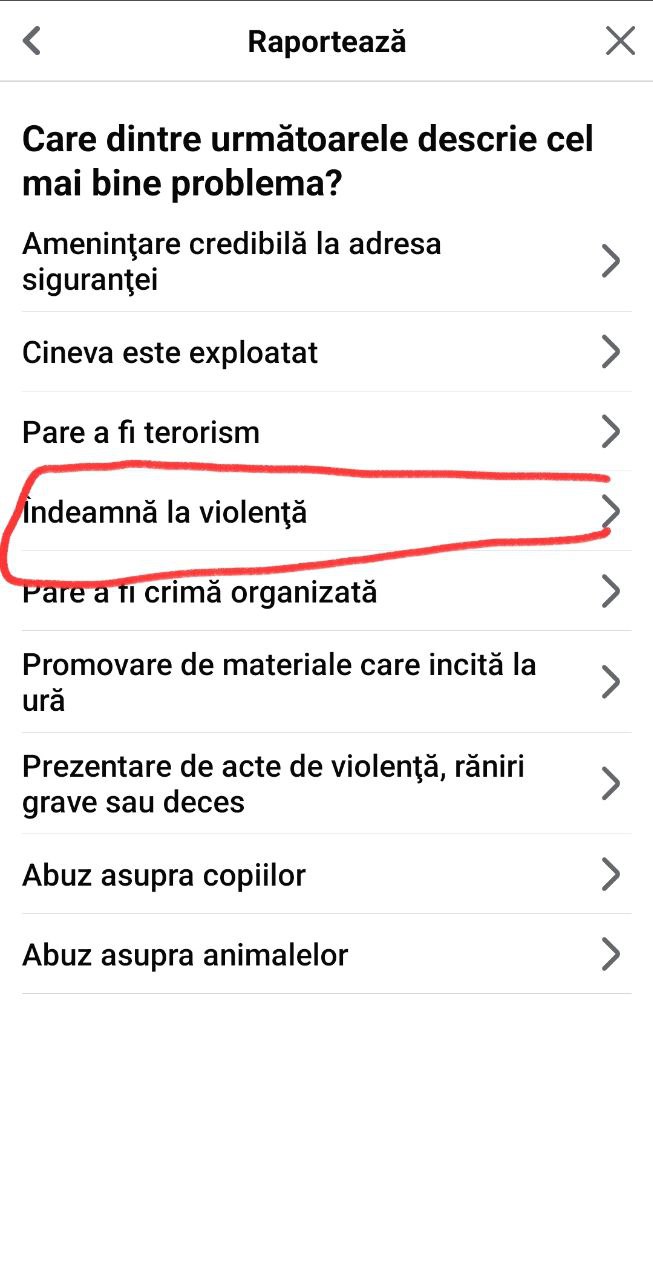 Raportează
Care dintre următoarele descrie cel
mai bine problema?
Ameninţare credibilă la adresa
siguranţei
Cineva este exploatat
Pare a fi terorism
Îndeamnă la violenţă
Pare a fi crimă organizată
Promovare de materiale care incită la
ură
Prezentare de acte de violenţă, răniri
grave sau deces
Abuz asupra copiilor
Abuz asupra animalelor